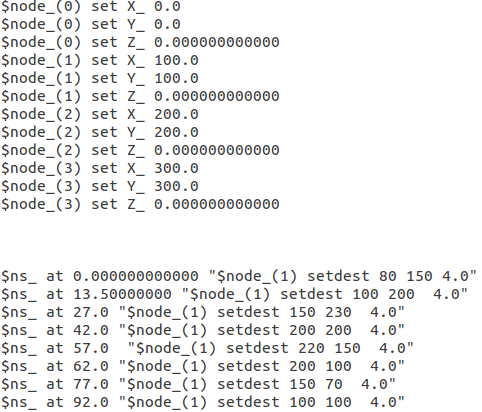 $node_(0) set X_ 0.0
$node_(0) set Y_ 0.0
$node_(0) set Z_ 0.000000000000
$node_(1) set X_ 100.0
$node_(1) set Y_ 100.0
$node_(1) set Z_ 0.000000000000
$node_(2) set X_ 200.0
$node_(2) set Y_ 200.0
$node_(2) set Z_ 0.000000000000
$node_(3) set X_ 300.0
$node_(3) set Y_ 300.0
$node_(3) set Z_ 0.000000000000
$ns_ at 0.000000000000 "$node_(1) setdest 80 150 4.0"
$ns_ at 13.50000000 "$node_(1) setdest 100 200  4.0"
$ns_ at 27.0 "$node_(1) setdest 150 230  4.0"
$ns_ at 42.0 "$node_(1) setdest 200 200  4.0"
$ns_ at 57.0  "$node_(1) setdest 220 150  4.0"
$ns_ at 62.0 "$node_(1) setdest 200 100  4.0"
$ns_ at 77.0 "$node_(1) setdest 150 70  4.0"
$ns_ at 92.0 "$node_(1) setdest 100 100  4.0"